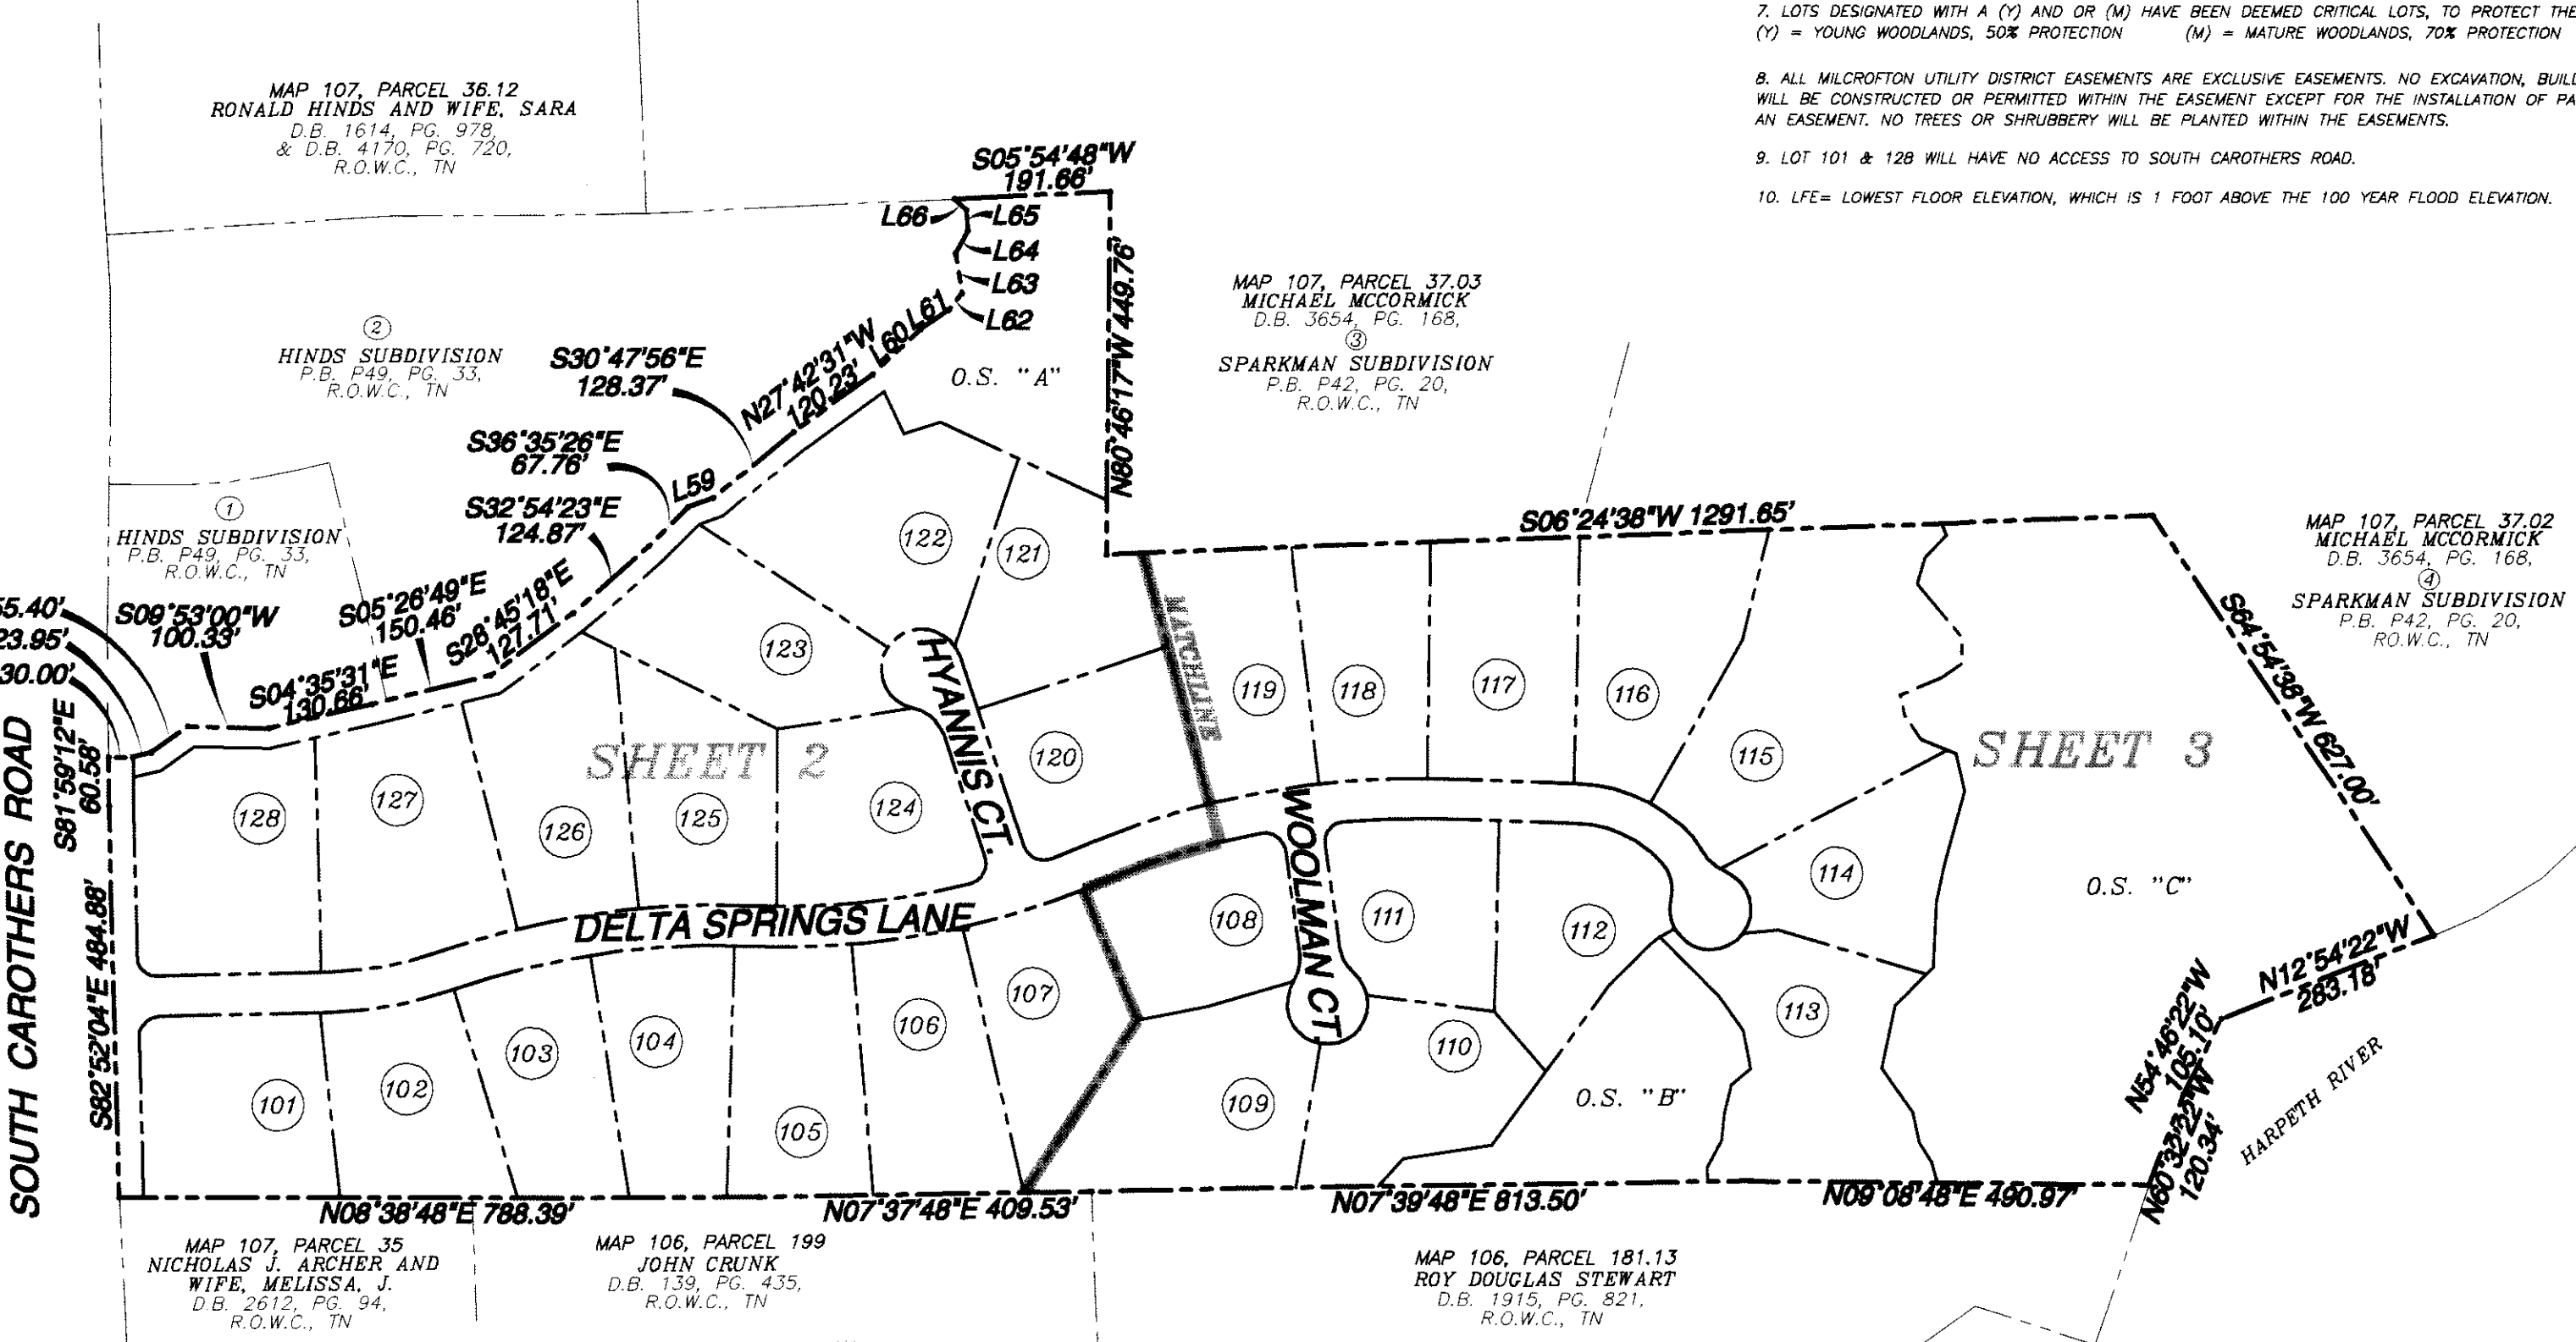 7. LOTS DESIGNATED WITH A (Y) AND OR (M) HAVE BEEN DEEMED CRITICAL LOTS, TO PROTECT THE
(Y) = YOUNG WOODLANDS, 50% PROTECTION (M) = MATURE WOODLANDS, 70% PROTECTION
8. ALL MILCROFTON UTILITY DISTRICT EASEMENTS ARE EXCLUSIVE EASEMENTS. NO EXCAVATION, BUILD
WILL BE CONSTRUCTED OR PERMITTED WITHIN THE EASEMENT EXCEPT FOR THE INSTALLATION OF PA
AN EASEMENT. NO TREES OR SHRUBBERY WILL BE PLANTED WITHIN THE EASEMENTS.
9. LOT 101 & 128 WILL HAVE NO ACCESS TO SOUTH CAROTHERS ROAD.
10. LFE= LOWEST FLOOR ELEVATION, WHICH IS 1 FOOT ABOVE THE 100 YEAR FLOOD ELEVATION.
MAP 107, PARCEL 36.12
RONALD HINDS AND WIFE, SARA
D.B. 1614, PG. 978,
& D.B. 4170, PG. 720,
R.O.W.C., TN
S05°54'48"W
191.66'
L66
L65
L64
L63
L62
L61
L60
N80°46'17"W 449.76'
MAP 107, PARCEL 37.03
MICHAEL MCCORMICK
D.B. 3654, PG. 168,
3
SPARKMAN SUBDIVISION
P.B. P42, PG. 20,
R.O.W.C., TN
2
HINDS SUBDIVISION
P.B. P49, PG. 33,
R.O.W.C., TN
S30°47'56"E
128.37'
N27°42'31"W
120.23'
O.S. "A"
S36°35'26"E
67.76'
L59
S32°54'23"E
124.87'
1
HINDS SUBDIVISION
P.B. P49, PG. 33,
R.O.W.C., TN
S06°24'38"W 1291.65'
MAP 107, PARCEL 37.02
MICHAEL MCCORMICK
D.B. 3654, PG. 168,
4
SPARKMAN SUBDIVISION
P.B. P42, PG. 20,
R.O.W.C., TN
55.40'
23.95'
30.00'
S09°53'00"W
100.33'
S04°35'31"E
130.66'
S05°26'49"E
150.46'
S28°45'18"E
127.71'
S81°59'12"E
60.58'
S82°52'04"E 484.88'
SOUTH CAROTHERS ROAD
122
121
123
HYANNIS CT.
MATCHLINE
119
118
117
116
115
SHEET 2
SHEET 3
S64°54'38"W 627.00'
128
127
126
125
124
120
WOOLMAN CT.
114
O.S. "C"
DELTA SPRINGS LANE
108
111
112
113
N12°54'22"W
283.18'
N54°46'22"W
105.10'
N60°32'22"W
120.34'
HARPETH RIVER
107
106
104
103
102
101
105
110
109
O.S. "B"
N08°38'48"E 788.39'
N07°37'48"E 409.53'
N07°39'48"E 813.50'
N09°08'48"E 490.97'
MAP 107, PARCEL 35
NICHOLAS J. ARCHER AND
WIFE, MELISSA, J.
D.B. 2612, PG. 94,
R.O.W.C., TN
MAP 106, PARCEL 199
JOHN CRUNK
D.B. 139, PG. 435,
R.O.W.C., TN
MAP 106, PARCEL 181.13
ROY DOUGLAS STEWART
D.B. 1915, PG. 821,
R.O.W.C., TN